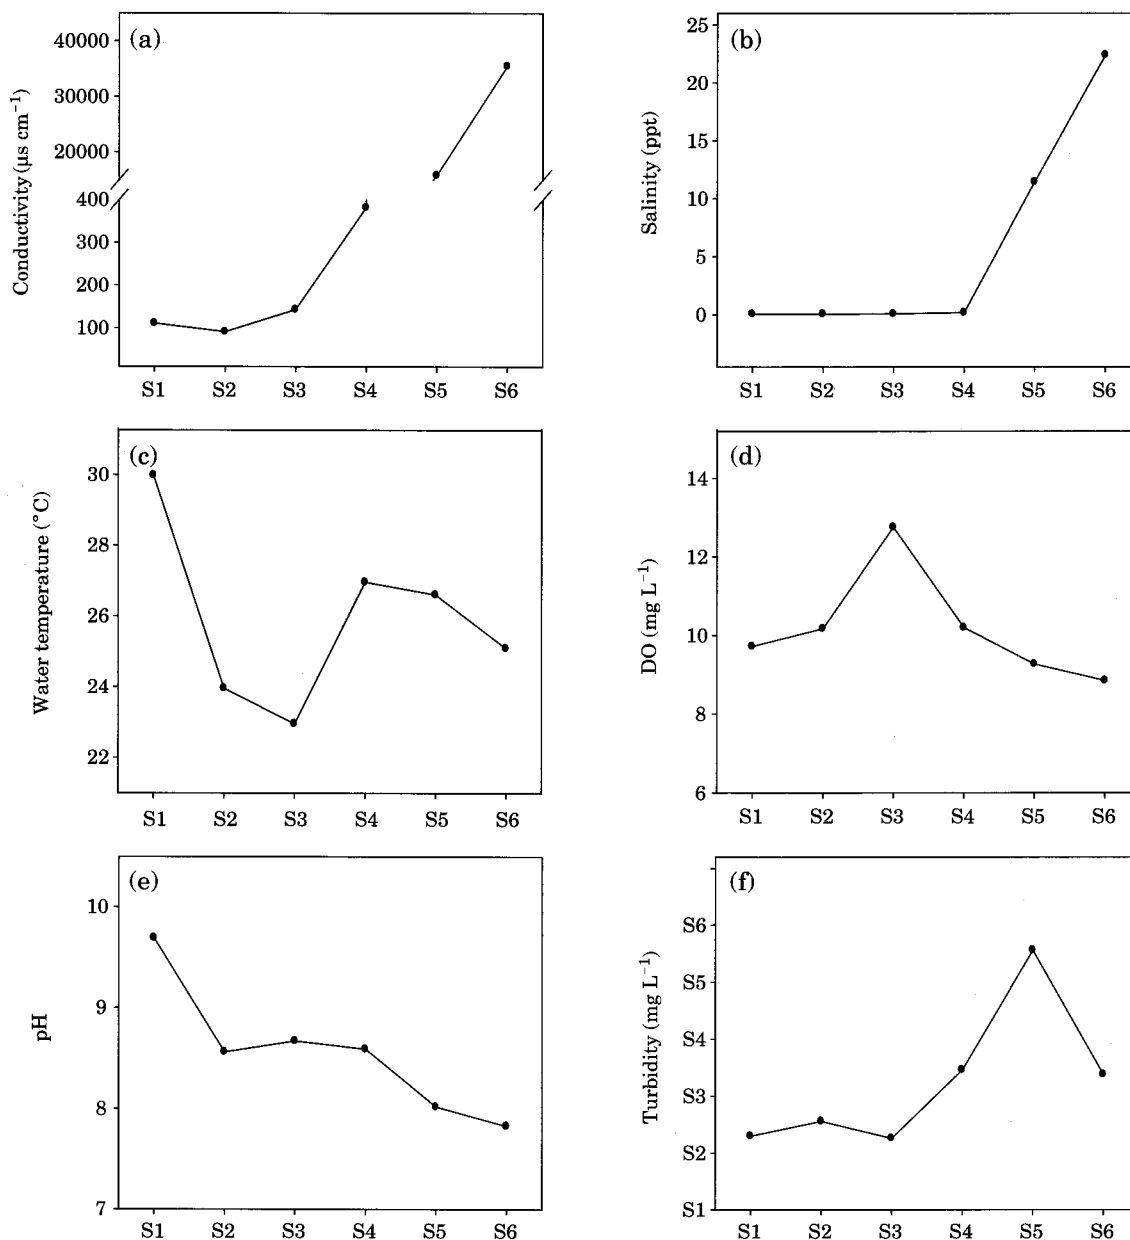 (a)
Conductivity (μs cm⁻¹)
40000
30000
20000
400
300
200
100
S1 S2 S3 S4 S5 S6
(b)
Salinity (ppt)
25
20
15
10
5
0
S1 S2 S3 S4 S5 S6
(c)
Water temperature (°C)
30
28
26
24
22
S1 S2 S3 S4 S5 S6
(d)
DO (mg L⁻¹)
14
12
10
8
6
S1 S2 S3 S4 S5 S6
(e)
pH
10
9
8
7
S1 S2 S3 S4 S5 S6
(f)
Turbidity (mg L⁻¹)
S6
S5
S4
S3
S2
S1
S1 S2 S3 S4 S5 S6